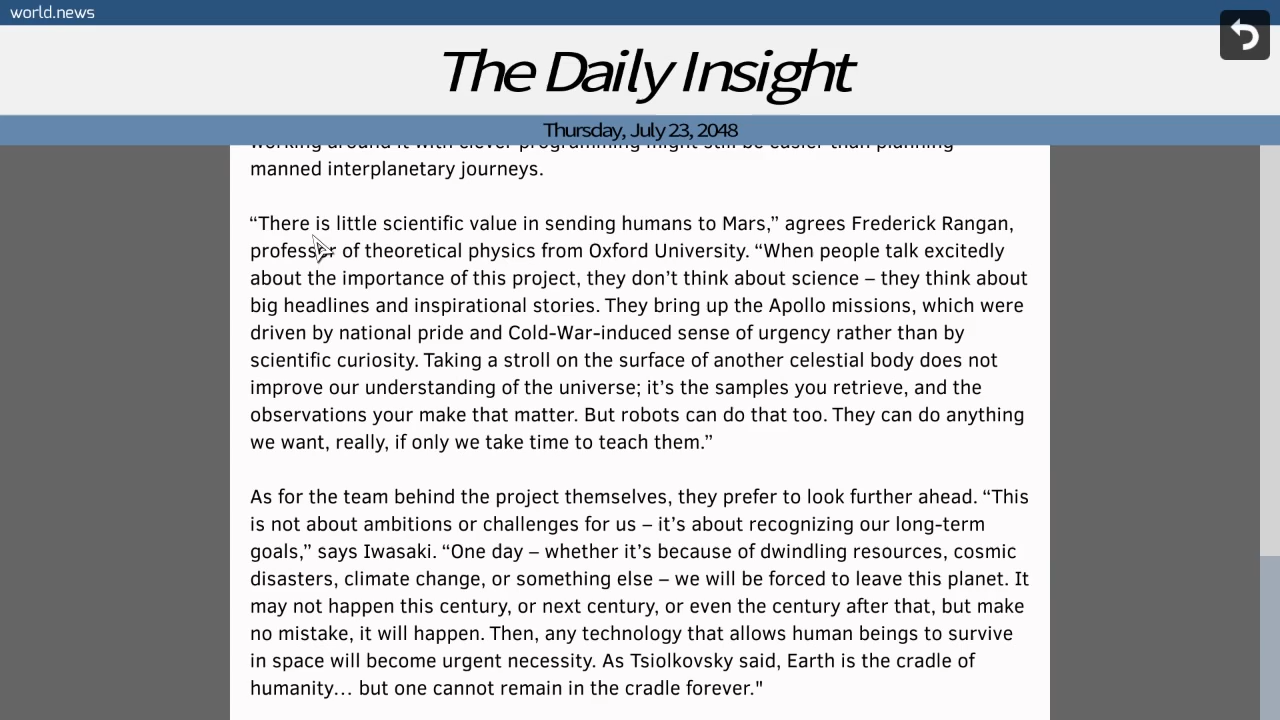 world.news
The Daily Insight
Thursday, July 23, 2048
working around it with clever programming might still be easier than planning
manned interplanetary journeys.
“There is little scientific value in sending humans to Mars,” agrees Frederick Rangan,
professor of theoretical physics from Oxford University. “When people talk excitedly
about the importance of this project, they don’t think about science – they think about
big headlines and inspirational stories. They bring up the Apollo missions, which were
driven by national pride and Cold-War-induced sense of urgency rather than by
scientific curiosity. Taking a stroll on the surface of another celestial body does not
improve our understanding of the universe; it’s the samples you retrieve, and the
observations your make that matter. But robots can do that too. They can do anything
we want, really, if only we take time to teach them.”
As for the team behind the project themselves, they prefer to look further ahead. “This
is not about ambitions or challenges for us – it’s about recognizing our long-term
goals,” says Iwasaki. “One day – whether it’s because of dwindling resources, cosmic
disasters, climate change, or something else – we will be forced to leave this planet. It
may not happen this century, or next century, or even the century after that, but make
no mistake, it will happen. Then, any technology that allows human beings to survive
in space will become urgent necessity. As Tsiolkovsky said, Earth is the cradle of
humanity… but one cannot remain in the cradle forever."